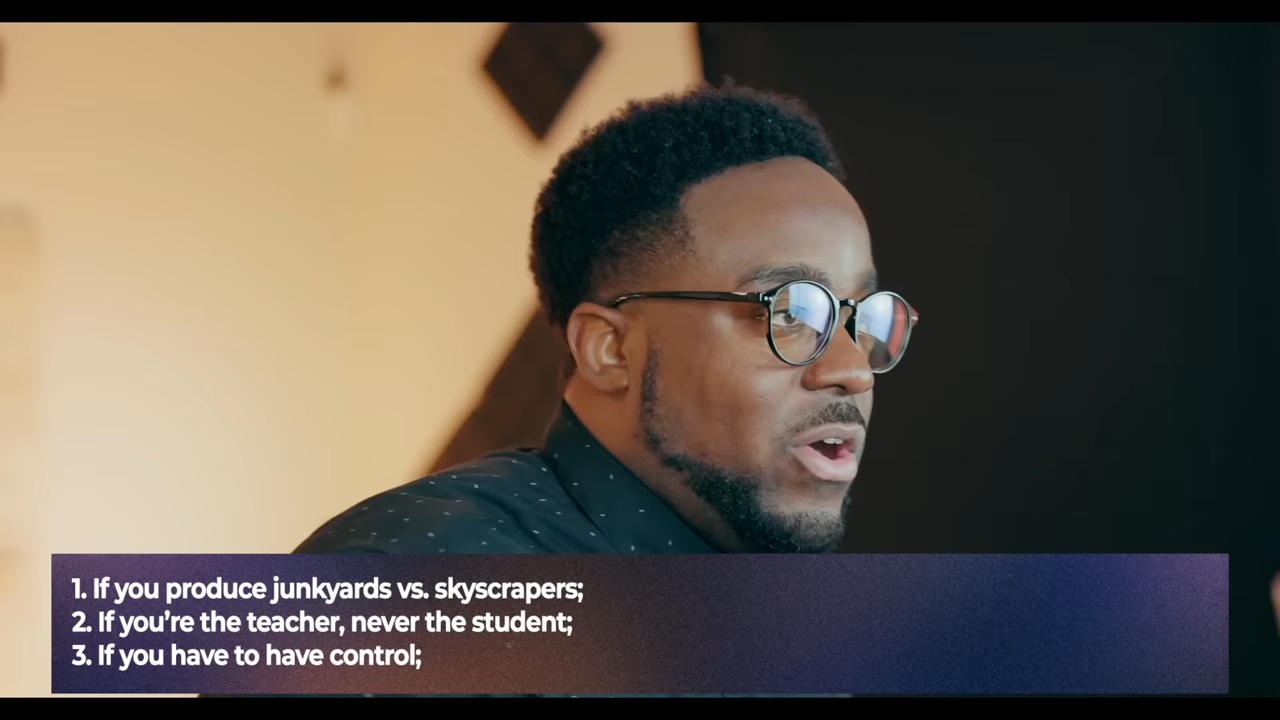 1. If you produce junkyards vs. skyscrapers;
2. If you’re the teacher, never the student;
3. If you have to have control;